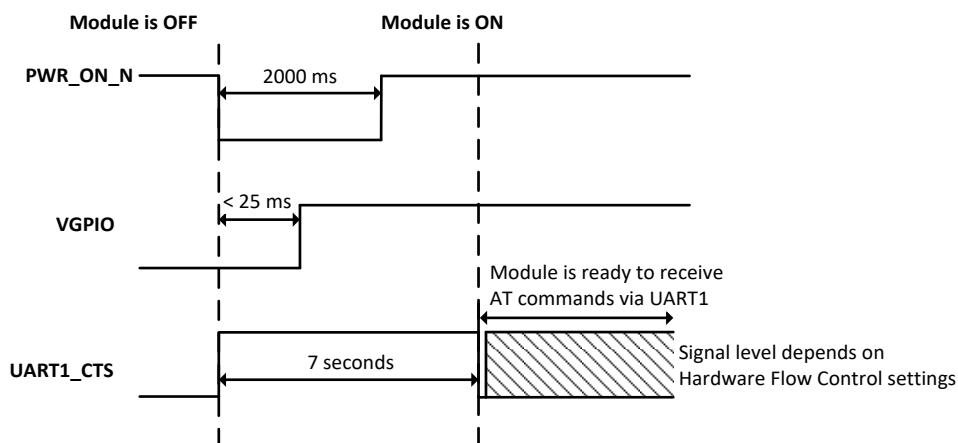 Module is OFF
Module is ON
PWR_ON_N
2000 ms
< 25 ms
VGPIO
Module is ready to receive
AT commands via UART1
UART1_CTS
7 seconds
Signal level depends on
Hardware Flow Control settings